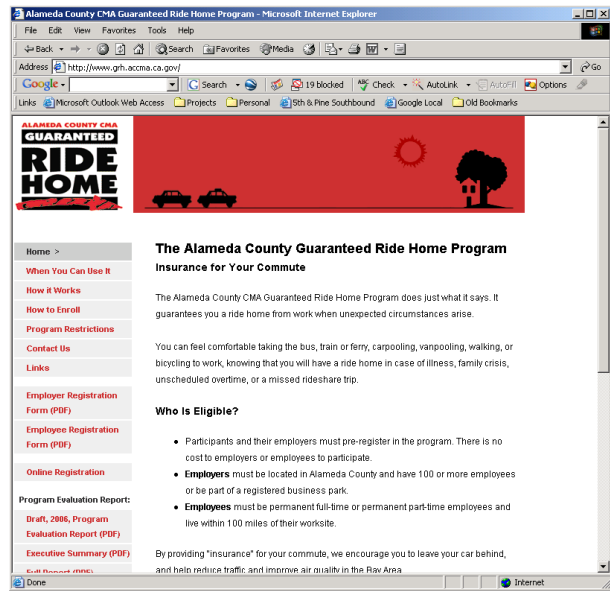 Alameda County CMA Guaranteed Ride Home Program - Microsoft Internet Explorer
File Edit View Favorites Tools Help
Back Search Favorites Media
Address http://www.grh.accma.ca.gov/ Go
Google Search 19 blocked ABC Check AutoLink AutoFill Options
Links Microsoft Outlook Web Access Projects Personal 5th & Pine Southbound Google Local Old Bookmarks
ALAMEDA COUNTY CMA
GUARANTEED
RIDE
HOME
Home >
When You Can Use It
How it Works
How to Enroll
Program Restrictions
Contact Us
Links
Employer Registration
Form (PDF)
Employee Registration
Form (PDF)
Online Registration
Program Evaluation Report:
Draft, 2006, Program
Evaluation Report (PDF)
Executive Summary (PDF)
Full Report (PDF)
The Alameda County Guaranteed Ride Home Program
Insurance for Your Commute
The Alameda County CMA Guaranteed Ride Home Program does just what it says. It
guarantees you a ride home from work when unexpected circumstances arise.
You can feel comfortable taking the bus, train or ferry, carpooling, vanpooling, walking, or
bicycling to work, knowing that you will have a ride home in case of illness, family crisis,
unscheduled overtime, or a missed rideshare trip.
Who Is Eligible?
• Participants and their employers must pre-register in the program. There is no
cost to employers or employees to participate.
• Employers must be located in Alameda County and have 100 or more employees
or be part of a registered business park.
• Employees must be permanent full-time or permanent part-time employees and
live within 100 miles of their worksite.
By providing "insurance" for your commute, we encourage you to leave your car behind,
and help reduce traffic and improve air quality in the Bay Area.
Done Internet